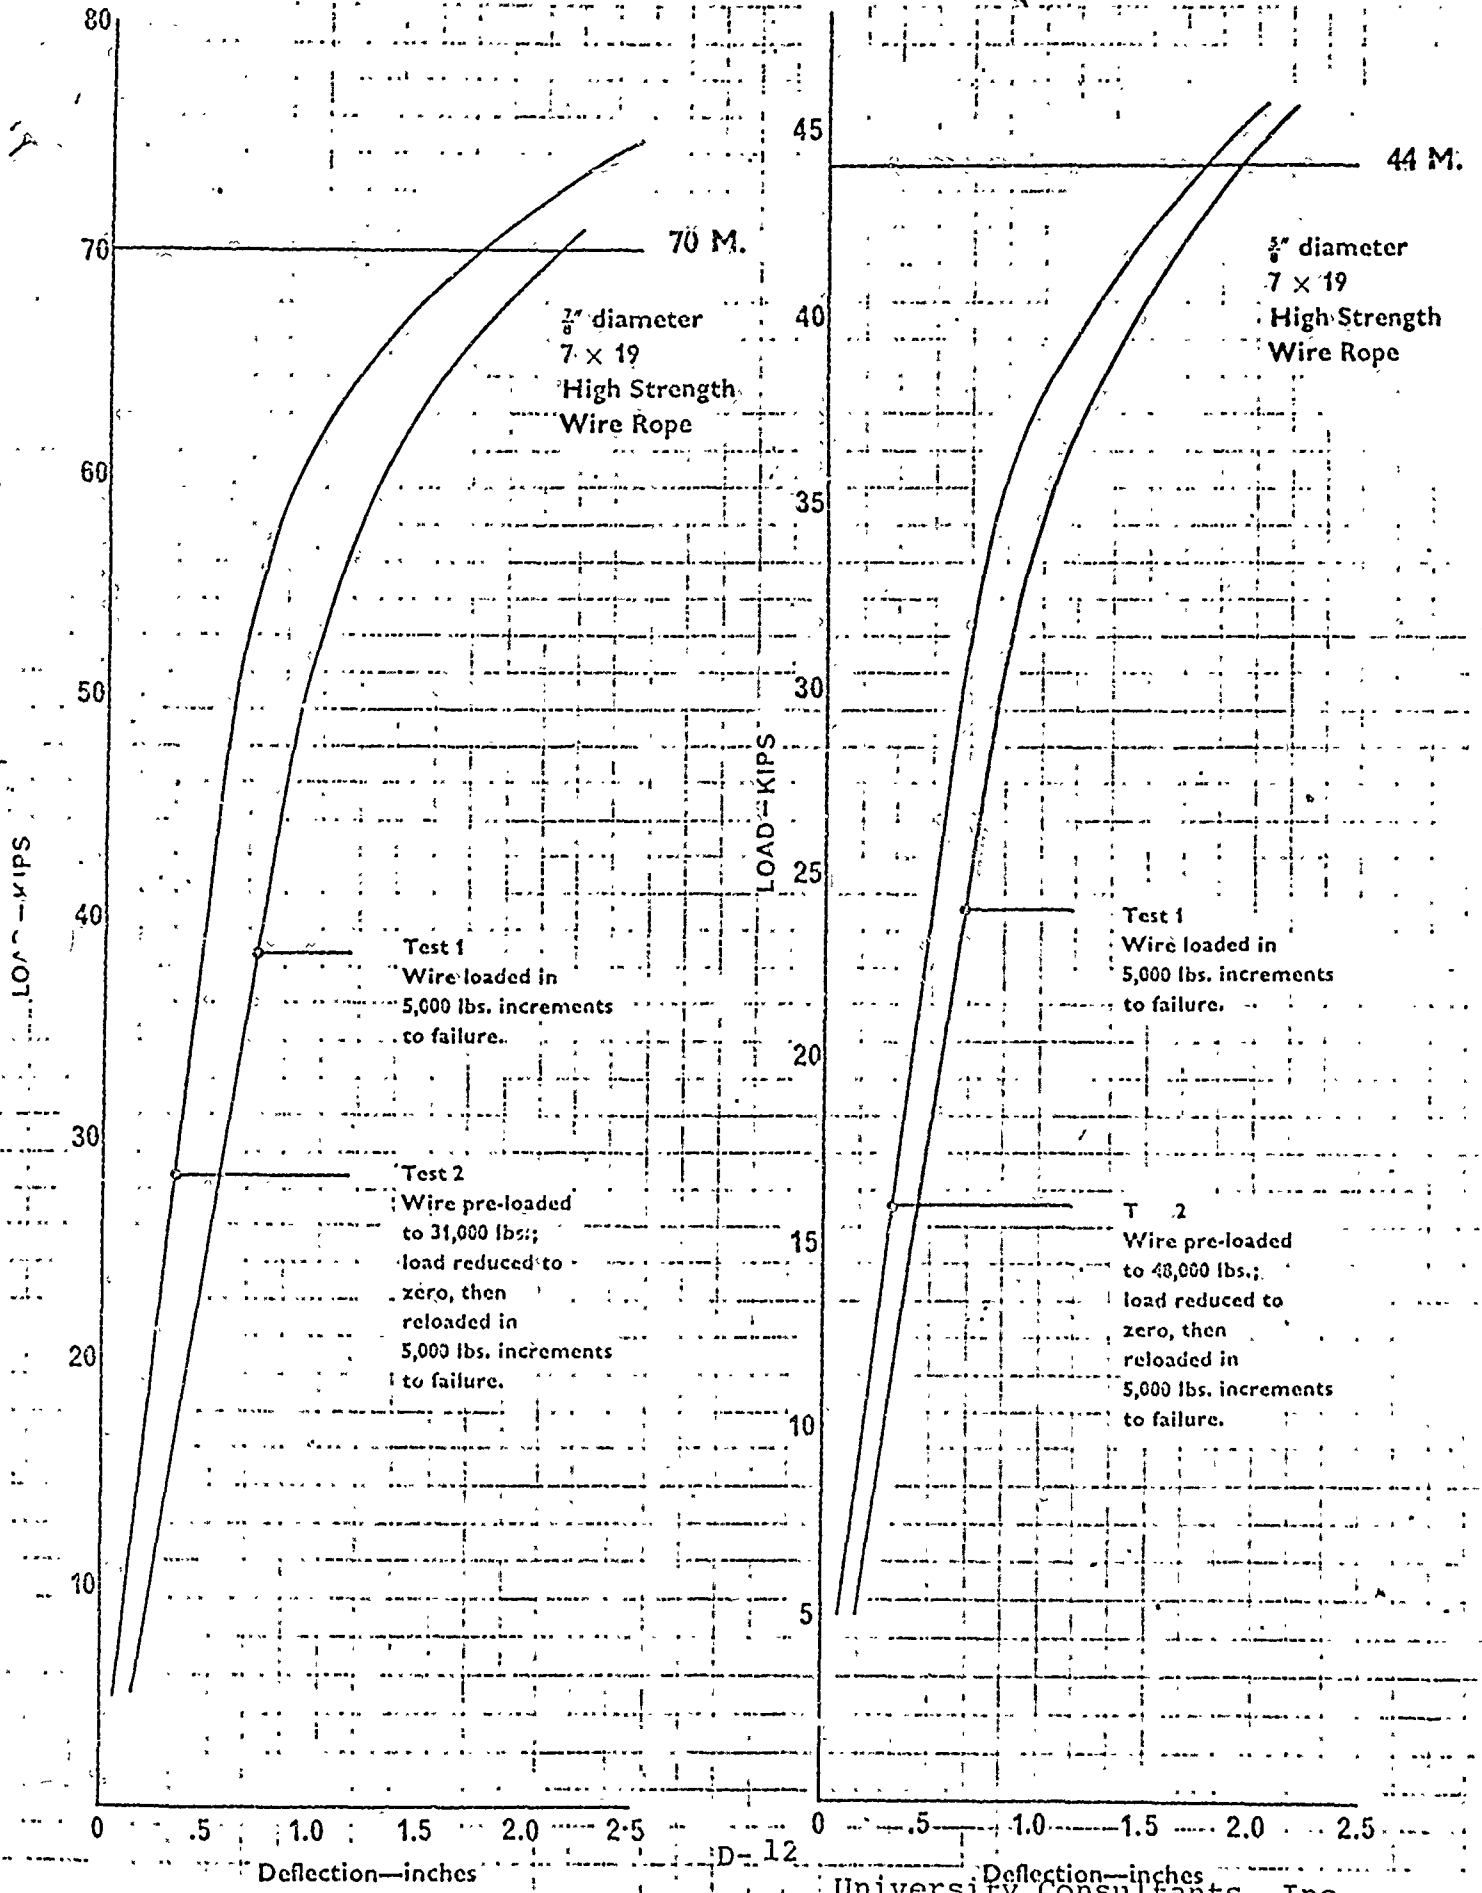 80
70
60
50
40
30
20
10
70 M.
7/8" diameter
7 × 19
High Strength
Wire Rope
Test 1
Wire loaded in
5,000 lbs. increments
to failure.
Test 2
Wire pre-loaded
to 31,000 lbs.;
load reduced to
zero, then
reloaded in
5,000 lbs. increments
to failure.
0 .5 1.0 1.5 2.0 2.5
Deflection—inches
LOAD—KIPS
45
40
35
30
25
20
15
10
5
44 M.
5/8" diameter
7 × 19
High Strength
Wire Rope
Test 1
Wire loaded in
5,000 lbs. increments
to failure.
T 2
Wire pre-loaded
to 48,000 lbs.;
load reduced to
zero, then
reloaded in
5,000 lbs. increments
to failure.
0 .5 1.0 1.5 2.0 2.5
Deflection—inches
D-12
University Consultants, Inc